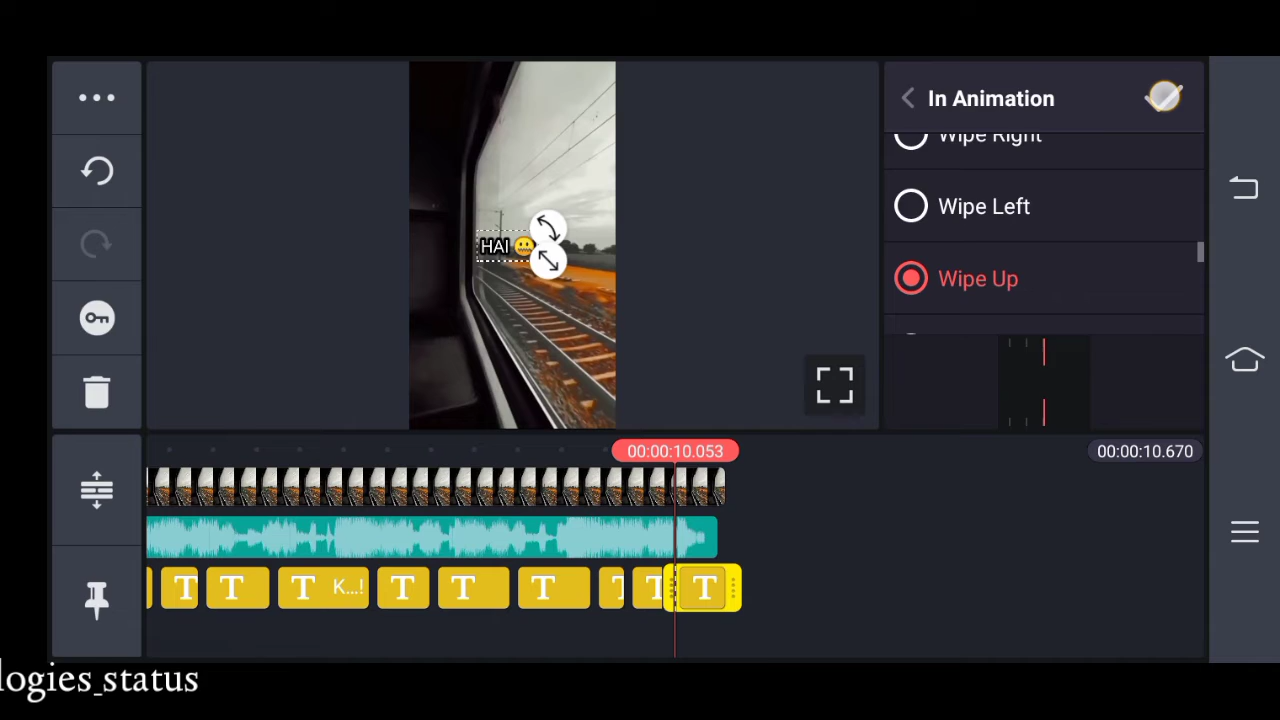 In Animation
Wipe Right
Wipe Left
Wipe Up
HAI 🤐
00:00:10.053
00:00:10.670
T
T
T K...!
T
T
T
T
T
T
logies_status